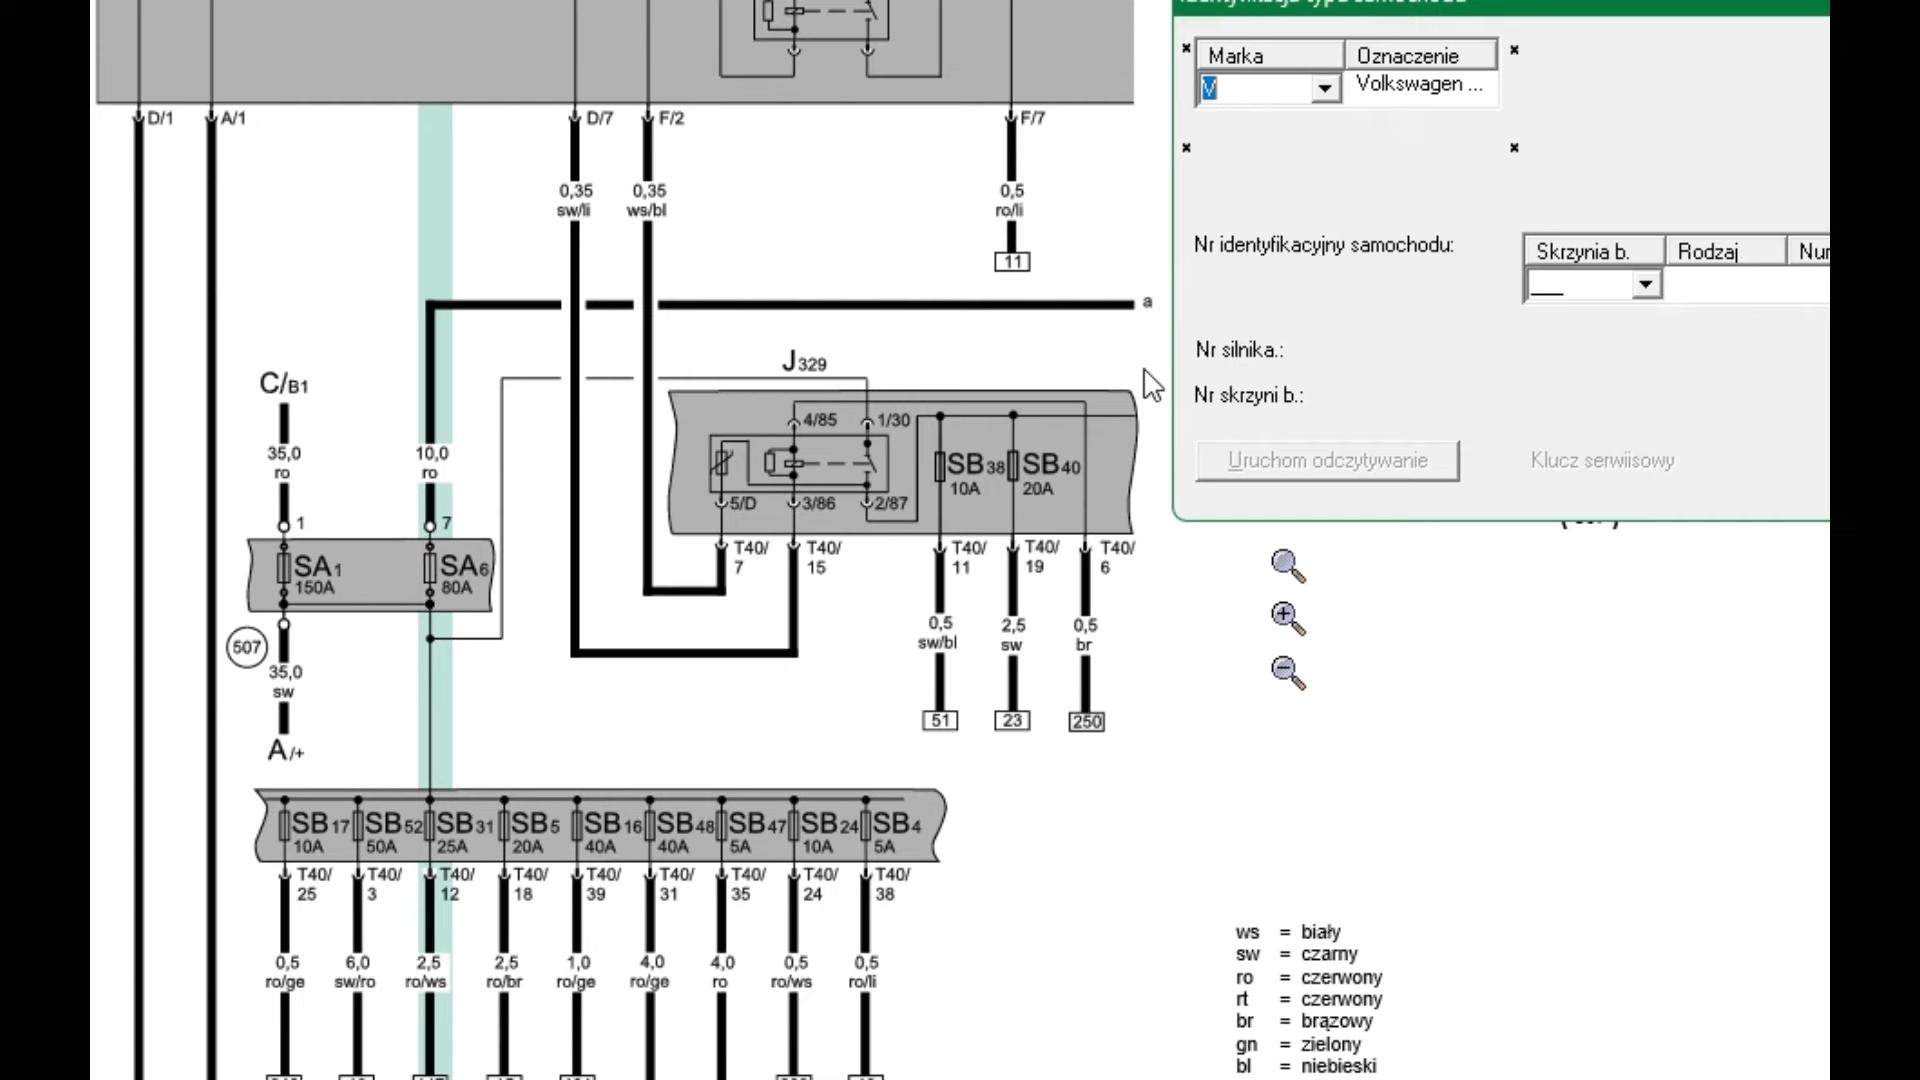 Marka Oznaczenie
V Volkswagen ...
D/1 A/1 D/7 F/2 F/7
0,35 0,35 0,5
sw/li ws/bl ro/li
11
Nr identyfikacyjny samochodu:
Skrzynia b. Rodzaj
a
Nr silnika.:
J329
C/B1
Nr skrzyni b.:
4/85 1/30
35,0 10,0
ro ro
SB38 SB40
10A 20A
Uruchom odczytywanie Klucz serwiisowy
5/D 3/86 2/87
1 7
T40/ T40/ T40/ T40/ T40/
7 15 11 19 6
SA1 SA6
150A 80A
0,5 2,5 0,5
sw/bl sw br
507
35,0
sw
51 23 250
A/+
SB17 SB52 SB31 SB5 SB16 SB48 SB47 SB24 SB4
10A 50A 25A 20A 40A 40A 5A 10A 5A
T40/ T40/ T40/ T40/ T40/ T40/ T40/ T40/ T40/
25 3 12 18 39 31 35 24 38
0,5 6,0 2,5 2,5 1,0 4,0 4,0 0,5 0,5
ro/ge sw/ro ro/ws ro/br ro/ge ro/ge ro ro/ws ro/li
ws = biały
sw = czarny
ro = czerwony
rt = czerwony
br = brązowy
gn = zielony
bl = niebieski